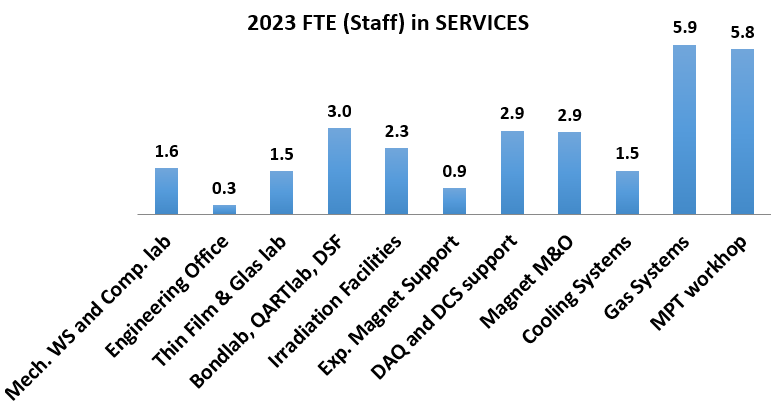 2023 FTE (Staff) in SERVICES
1.6
0.3
1.5
3.0
2.3
0.9
2.9
2.9
1.5
5.9
5.8
Mech. WS and Comp. lab
Engineering Office
Thin Film & Glas lab
Bondlab, QARTlab, DSF
Irradiation Facilities
Exp. Magnet Support
DAQ and DCS support
Magnet M&O
Cooling Systems
Gas Systems
MPT workhop